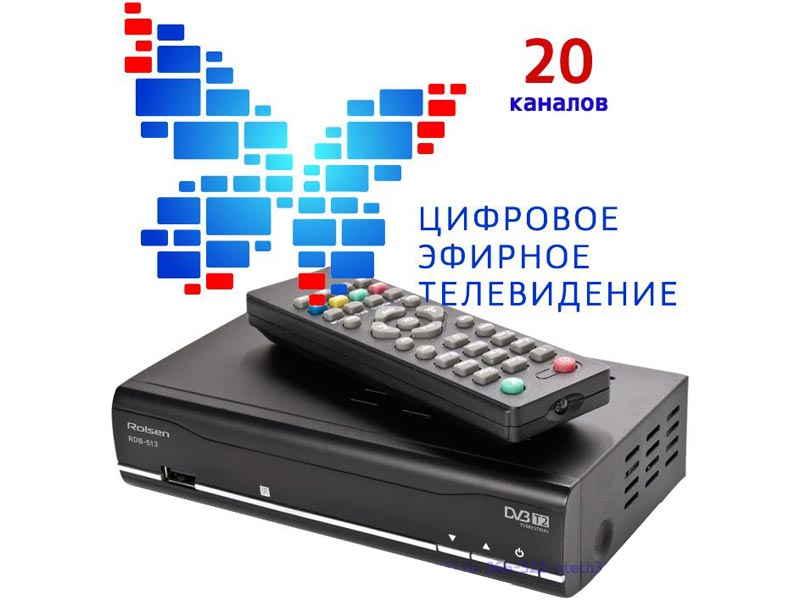 20
каналов
ЦИФРОВОЕ
ЭФИРНОЕ
ТЕЛЕВИДЕНИЕ
Rolsen
RDB-513
DVB T2